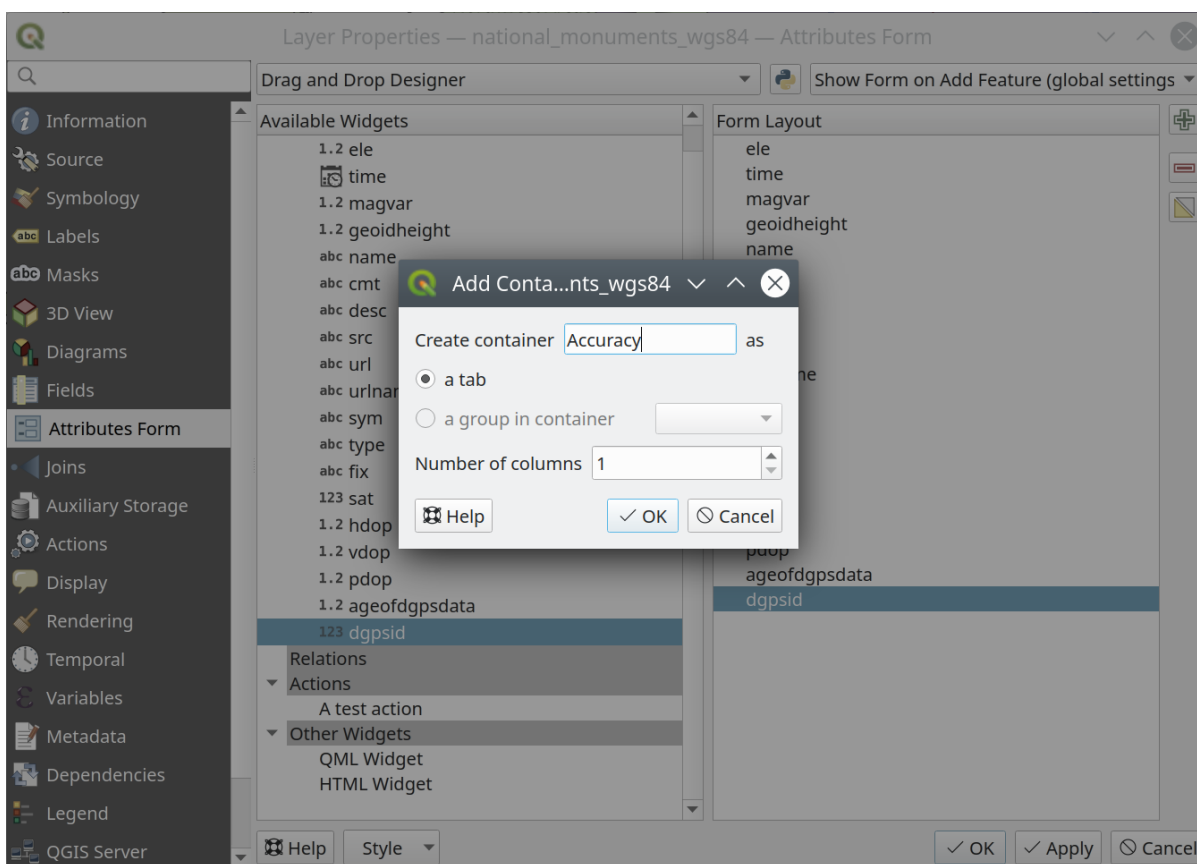 Layer Properties — national_monuments_wgs84 — Attributes Form
Drag and Drop Designer
Show Form on Add Feature (global settings
Information
Source
Symbology
abc Labels
abc Masks
3D View
Diagrams
Fields
Attributes Form
Joins
Auxiliary Storage
Actions
Display
Rendering
Temporal
Variables
Metadata
Dependencies
Legend
QGIS Server
Available Widgets
1.2 ele
time
1.2 magvar
1.2 geoidheight
abc name
abc cmt
abc desc
abc src
abc url
abc urlnar
abc sym
abc type
abc fix
123 sat
1.2 hdop
1.2 vdop
1.2 pdop
1.2 ageofdgpsdata
123 dgpsid
Relations
Actions
A test action
Other Widgets
QML Widget
HTML Widget
Form Layout
ele
time
magvar
geoidheight
name
ne
pdop
ageofdgpsdata
dgpsid
Add Conta...nts_wgs84
Create container Accuracy as
a tab
a group in container
Number of columns 1
Help OK Cancel
Help Style OK Apply Cancel